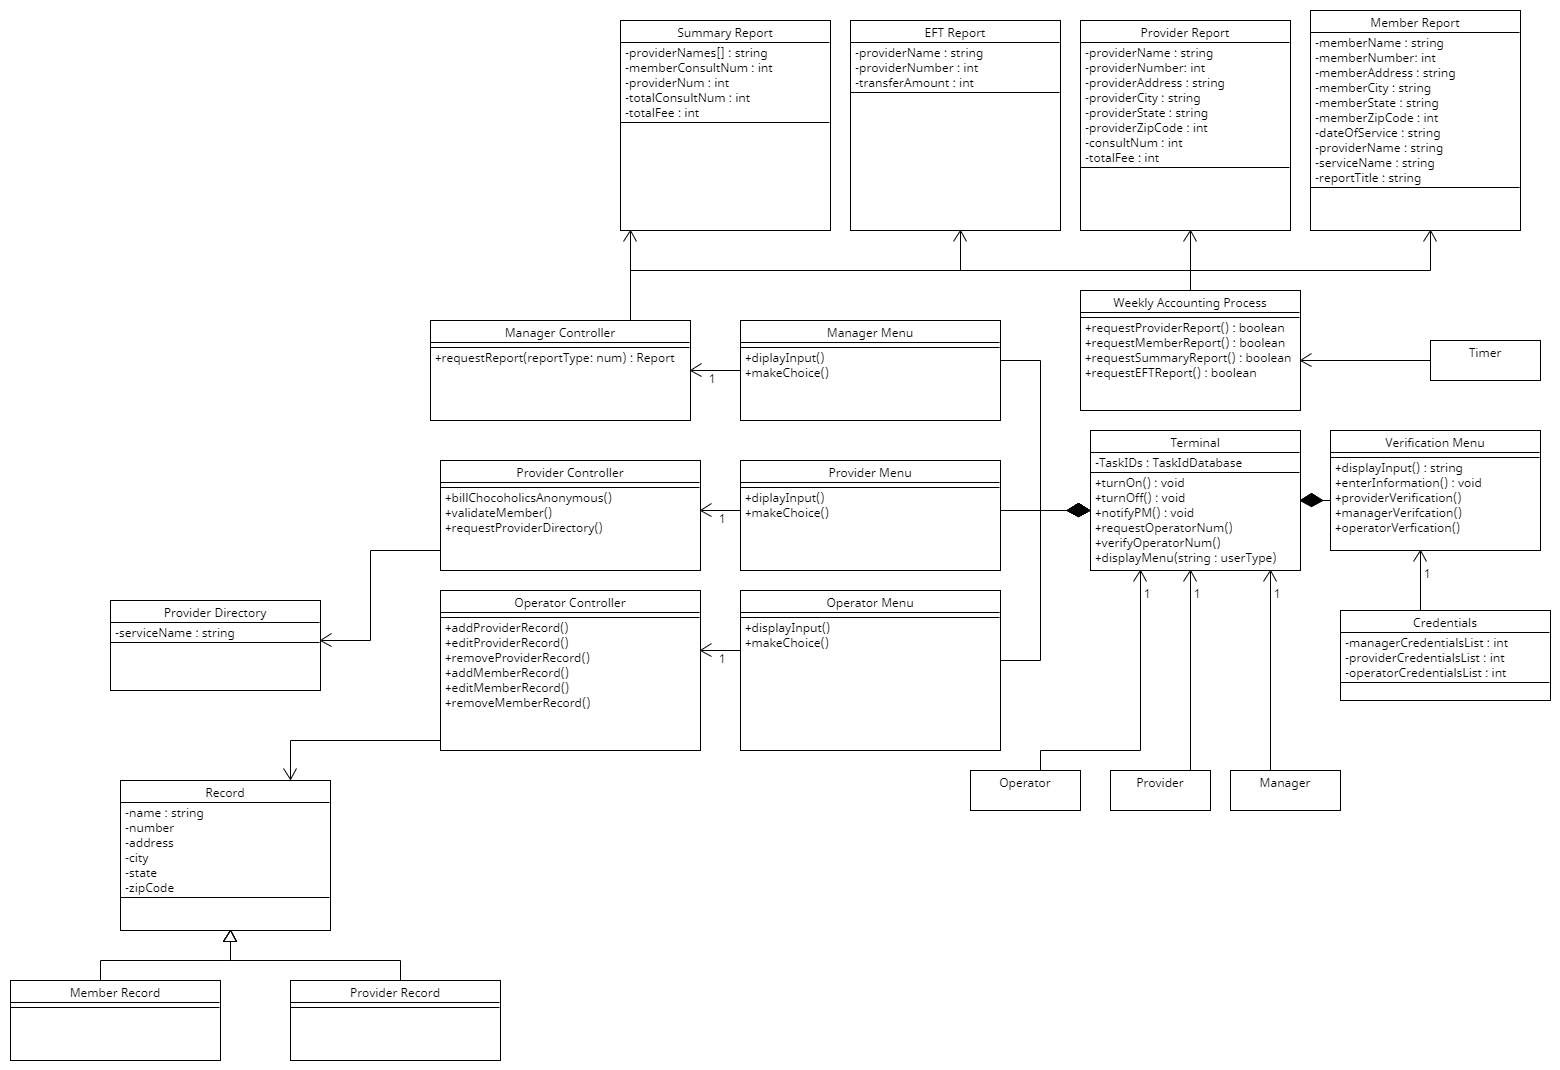 Summary Report
-providerNames[] : string
-memberConsultNum : int
-providerNum : int
-totalConsultNum : int
-totalFee : int
EFT Report
-providerName : string
-providerNumber : int
-transferAmount : int
Provider Report
-providerName : string
-providerNumber: int
-providerAddress : string
-providerCity : string
-providerState : string
-providerZipCode : int
-consultNum : int
-totalFee : int
Member Report
-memberName : string
-memberNumber: int
-memberAddress : string
-memberCity : string
-memberState : string
-memberZipCode : int
-dateOfService : string
-providerName : string
-serviceName : string
-reportTitle : string
Manager Controller
+requestReport(reportType: num) : Report
1
Manager Menu
+diplayInput()
+makeChoice()
Weekly Accounting Process
+requestProviderReport() : boolean
+requestMemberReport() : boolean
+requestSummaryReport() : boolean
+requestEFTReport() : boolean
Timer
Provider Controller
+billChocoholicsAnonymous()
+validateMember()
+requestProviderDirectory()
1
Provider Menu
+diplayInput()
+makeChoice()
Terminal
-TaskIDs : TaskIdDatabase
+turnOn() : void
+turnOff() : void
+notifyPM() : void
+requestOperatorNum()
+verifyOperatorNum()
+displayMenu(string : userType)
Verification Menu
+displayInput() : string
+enterInformation() : void
+providerVerification()
+managerVerifcation()
+operatorVerfication()
1
1
1
1
Provider Directory
-serviceName : string
Operator Controller
+addProviderRecord()
+editProviderRecord()
+removeProviderRecord()
+addMemberRecord()
+editMemberRecord()
+removeMemberRecord()
1
Operator Menu
+displayInput()
+makeChoice()
Credentials
-managerCredentialsList : int
-providerCredentialsList : int
-operatorCredentialsList : int
Operator
Provider
Manager
Record
-name : string
-number
-address
-city
-state
-zipCode
Member Record
Provider Record